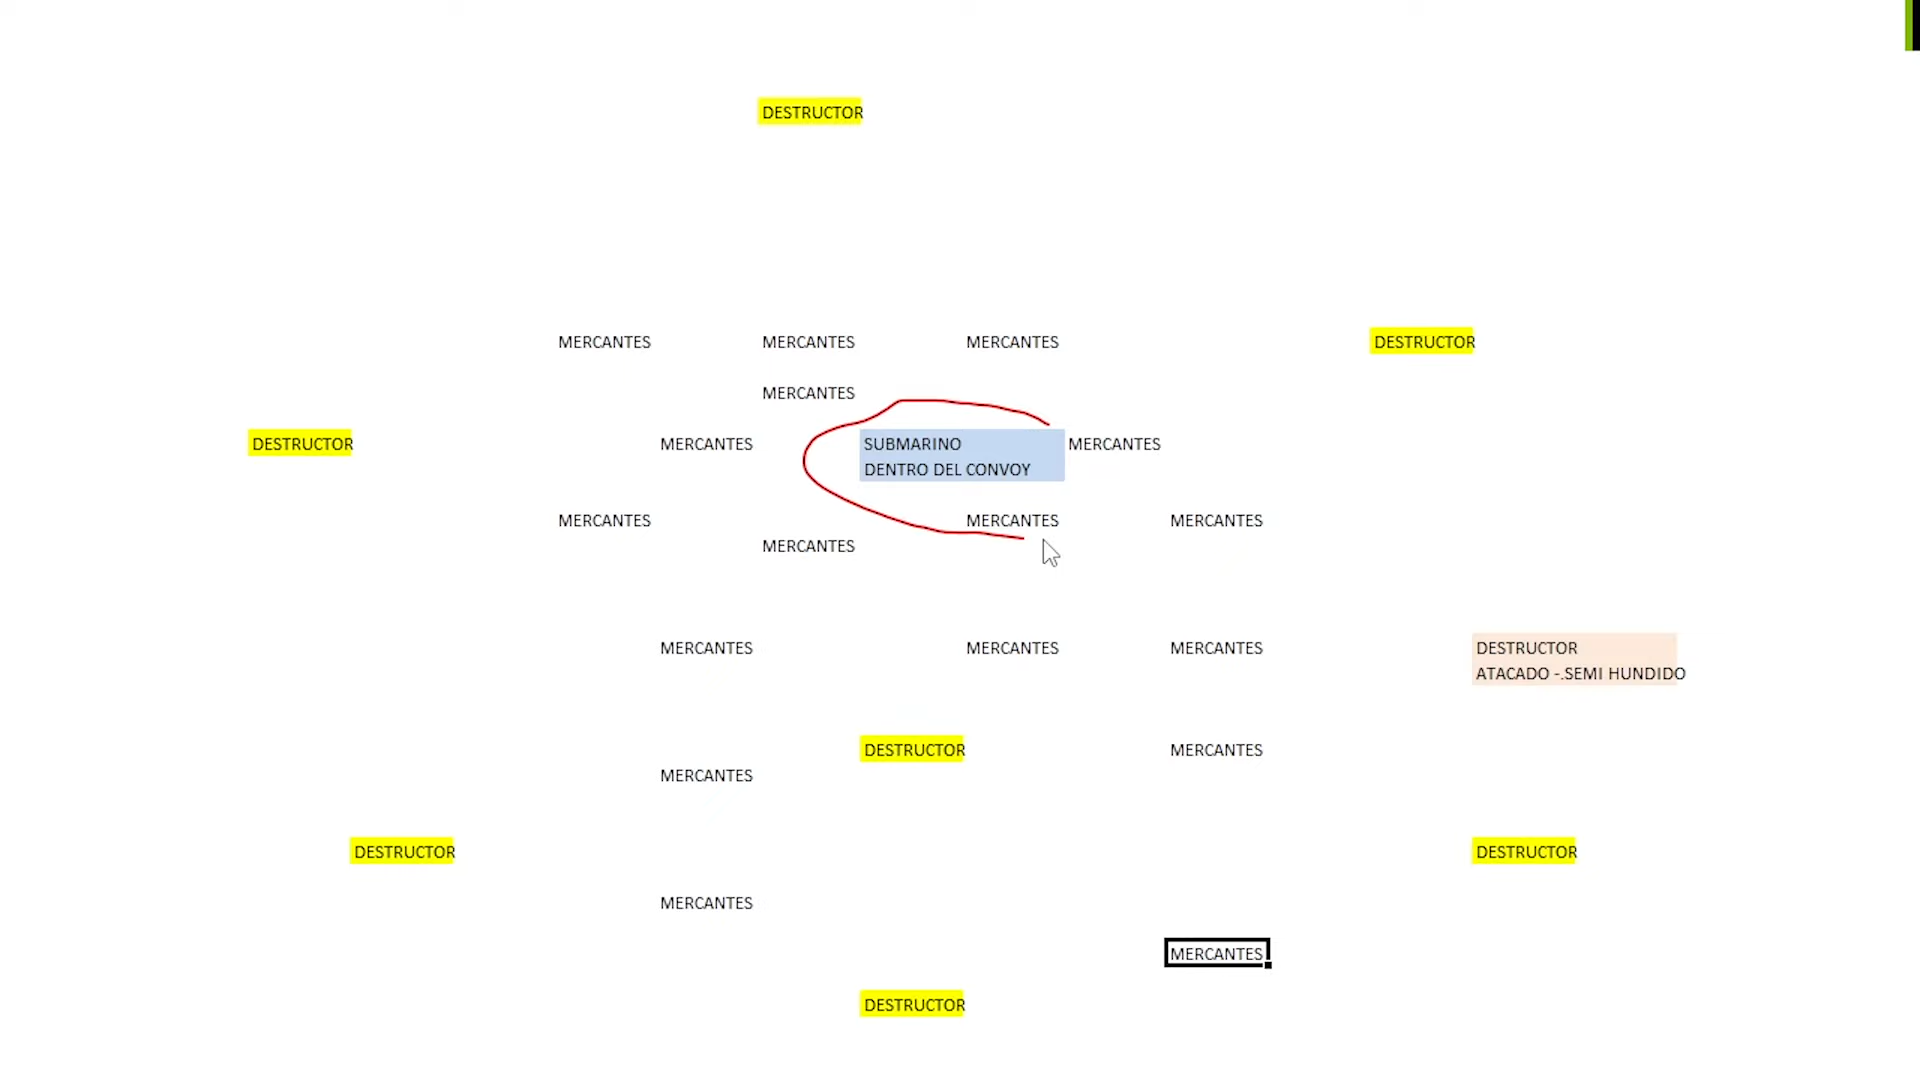 DESTRUCTOR
MERCANTES MERCANTES MERCANTES DESTRUCTOR
MERCANTES
DESTRUCTOR MERCANTES SUBMARINO MERCANTES
DENTRO DEL CONVOY
MERCANTES MERCANTES MERCANTES
MERCANTES
MERCANTES MERCANTES MERCANTES DESTRUCTOR
ATACADO -.SEMI HUNDIDO
DESTRUCTOR MERCANTES
MERCANTES
DESTRUCTOR DESTRUCTOR
MERCANTES
MERCANTES
DESTRUCTOR